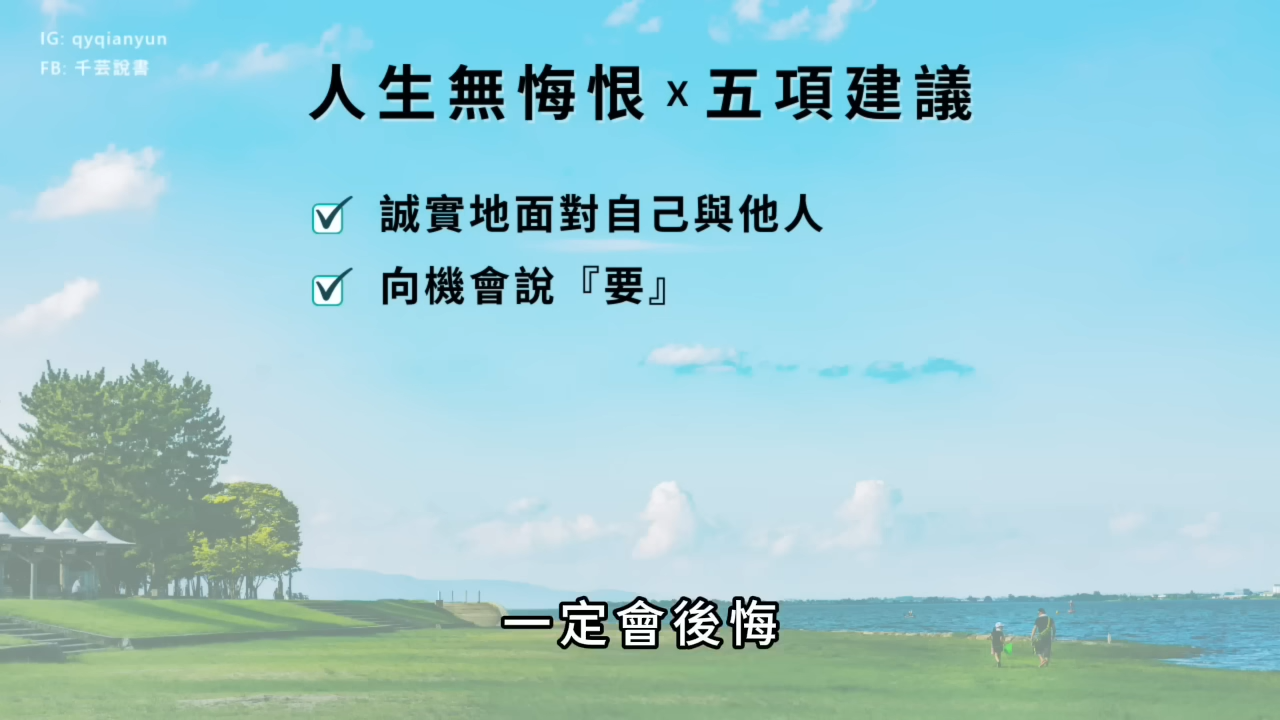 IG: qyqianyun
FB: 千芸說書
人生無悔恨 x 五項建議
誠實地面對自己與他人
向機會說『要』
一定會後悔